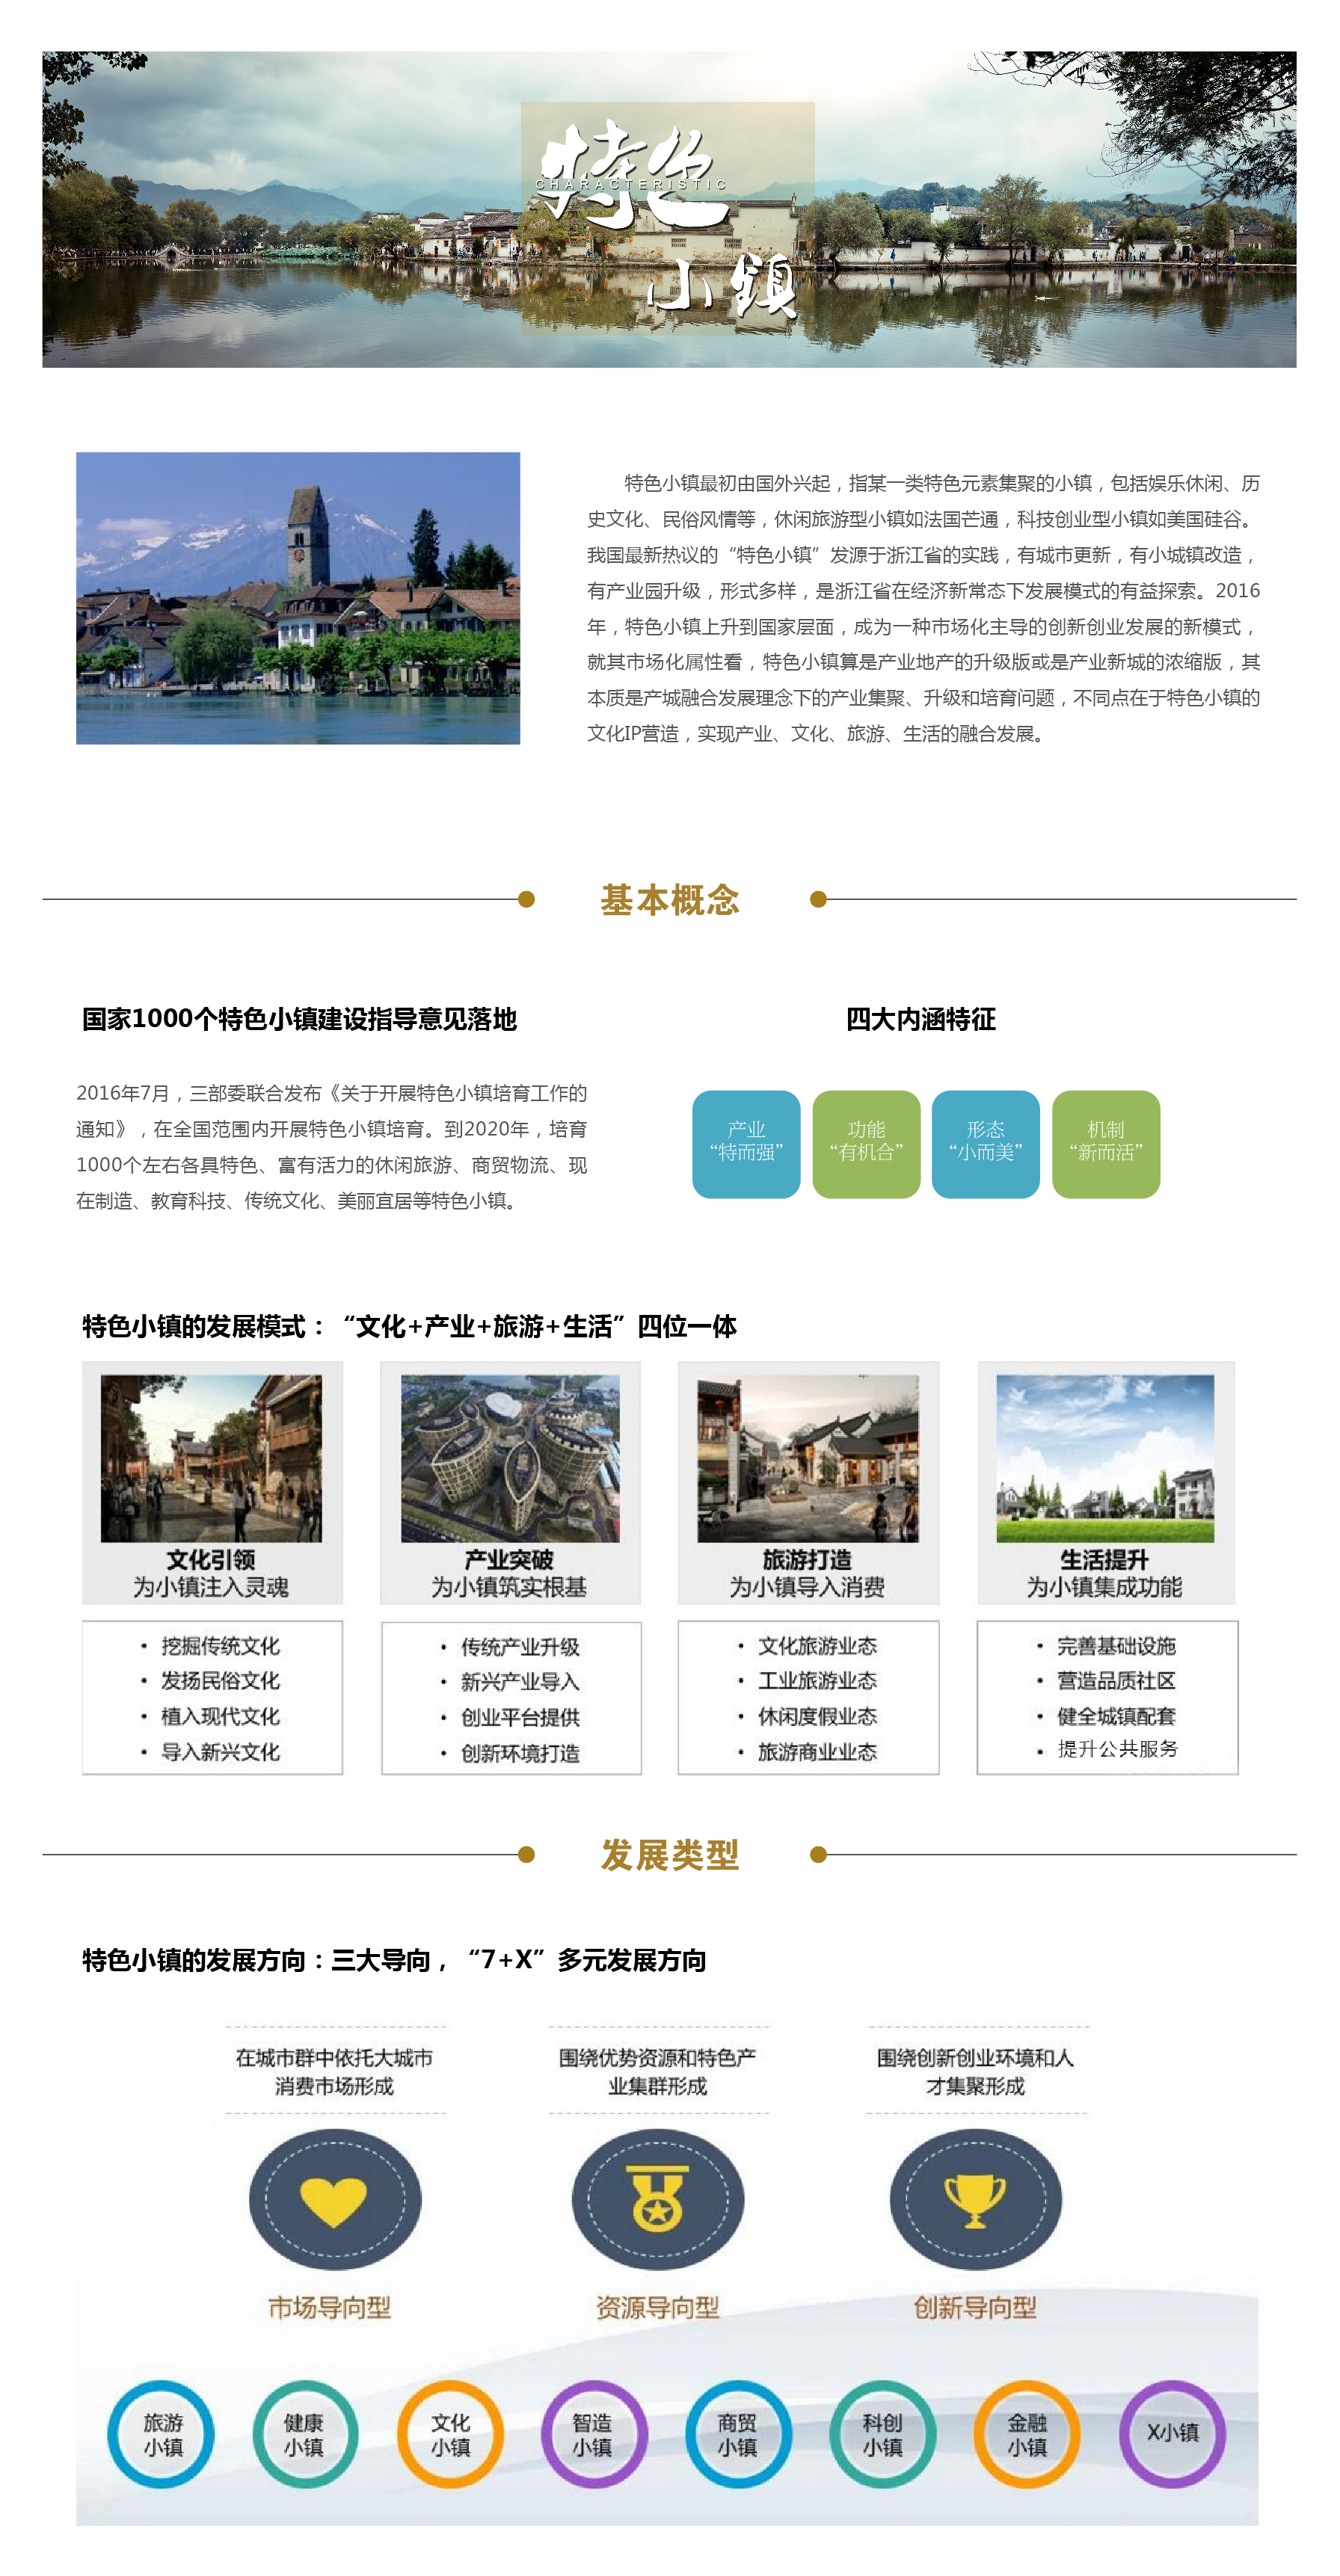 特色
CHARACTERISTIC
小鎮
特色小镇最初由国外兴起，指某一类特色元素集聚的小镇，包括娱乐休闲、历
史文化、民俗风情等，休闲旅游型小镇如法国芒通，科技创业型小镇如美国硅谷。
我国最新热议的“特色小镇”发源于浙江省的实践，有城市更新，有小城镇改造，
有产业园升级，形式多样，是浙江省在经济新常态下发展模式的有益探索。2016
年，特色小镇上升到国家层面，成为一种市场化主导的创新创业发展的新模式，
就其市场化属性看，特色小镇算是产业地产的升级版或是产业新城的浓缩版，其
本质是产城融合发展理念下的产业集聚、升级和培育问题，不同点在于特色小镇的
文化IP营造，实现产业、文化、旅游、生活的融合发展。
基本概念
国家1000个特色小镇建设指导意见落地
2016年7月，三部委联合发布《关于开展特色小镇培育工作的
通知》，在全国范围内开展特色小镇培育。到2020年，培育
1000个左右各具特色、富有活力的休闲旅游、商贸物流、现
在制造、教育科技、传统文化、美丽宜居等特色小镇。
四大内涵特征
产业
“特而强”
功能
“有机合”
形态
“小而美”
机制
“新而活”
特色小镇的发展模式：“文化+产业+旅游+生活”四位一体
文化引领
为小镇注入灵魂
• 挖掘传统文化
• 发扬民俗文化
• 植入现代文化
• 导入新兴文化
产业突破
为小镇筑实根基
• 传统产业升级
• 新兴产业导入
• 创业平台提供
• 创新环境打造
旅游打造
为小镇导入消费
• 文化旅游业态
• 工业旅游业态
• 休闲度假业态
• 旅游商业业态
生活提升
为小镇集成功能
• 完善基础设施
• 营造品质社区
• 健全城镇配套
• 提升公共服务
发展类型
特色小镇的发展方向：三大导向，“7+X”多元发展方向
在城市群中依托大城市
消费市场形成
市场导向型
围绕优势资源和特色产
业集群形成
资源导向型
围绕创新创业环境和人
才集聚形成
创新导向型
旅游
小镇
健康
小镇
文化
小镇
智造
小镇
商贸
小镇
科创
小镇
金融
小镇
X小镇